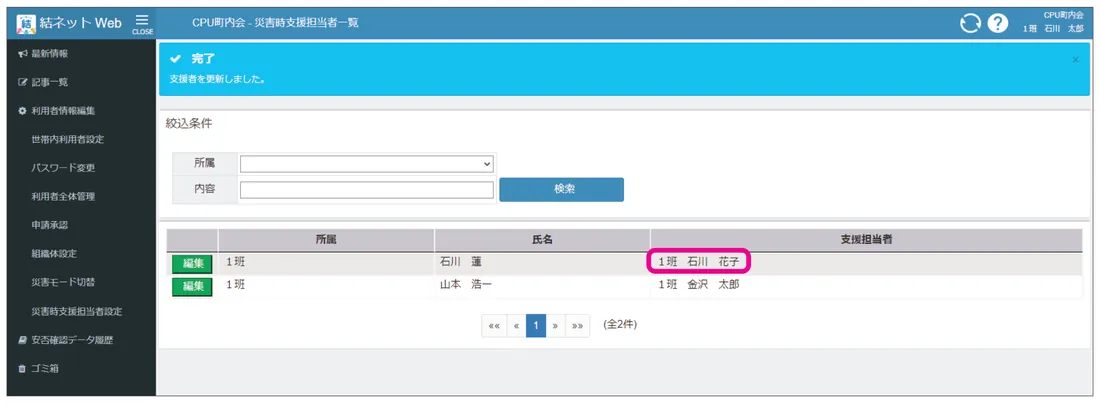 結ネット Web
CLOSE
CPU町内会 - 災害時支援担当者一覧
CPU町内会
1班 石川 太郎
最新情報
記事一覧
利用者情報編集
世帯内利用者設定
パスワード変更
利用者全体管理
申請承認
組織体設定
災害モード切替
災害時支援担当者設定
安否確認データ履歴
ゴミ箱
完了
×
支援者を更新しました。
絞込条件
所属
内容
検索
所属 氏名 支援担当者
編集 1班 石川 蓮 1班 石川 花子
編集 1班 山本 浩一 1班 金沢 太郎
«« « 1 » »» (全2件)